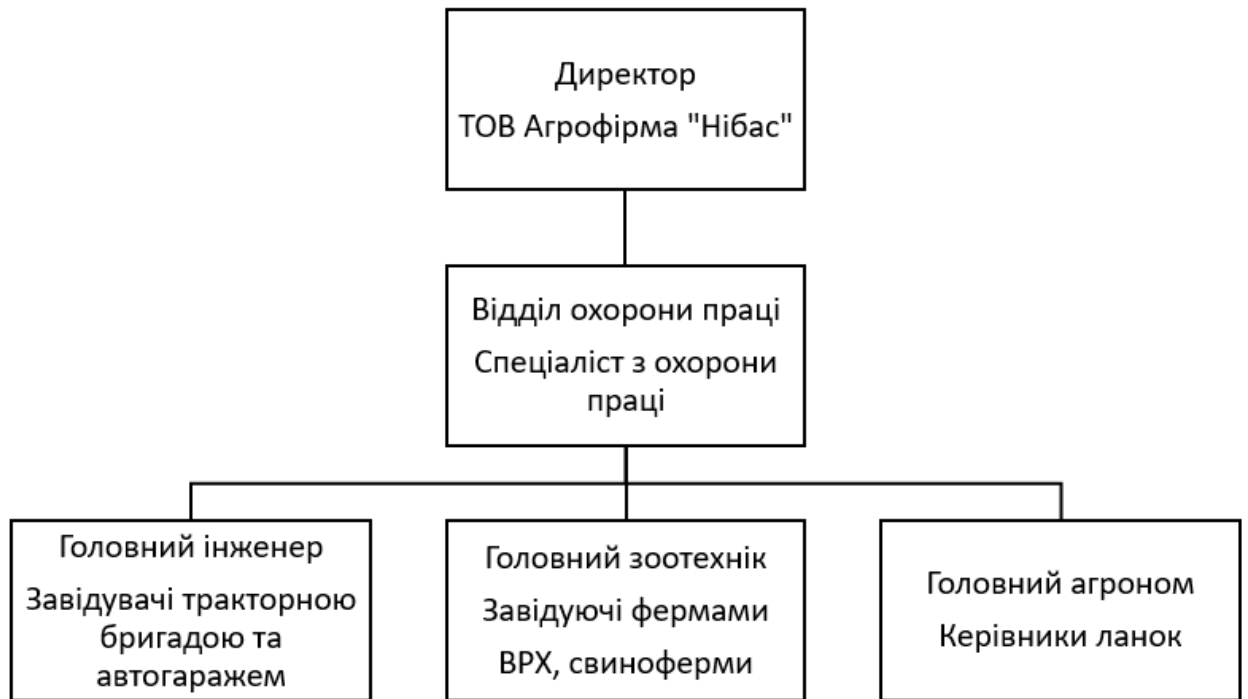 Директор
ТОВ Агрофірма "Нібас"
Відділ охорони праці
Спеціаліст з охорони
праці
Головний інженер
Завідувачі тракторною
бригадою та
автогаражем
Головний зоотехнік
Завідуючі фермами
ВРХ, свиноферми
Головний агроном
Керівники ланок